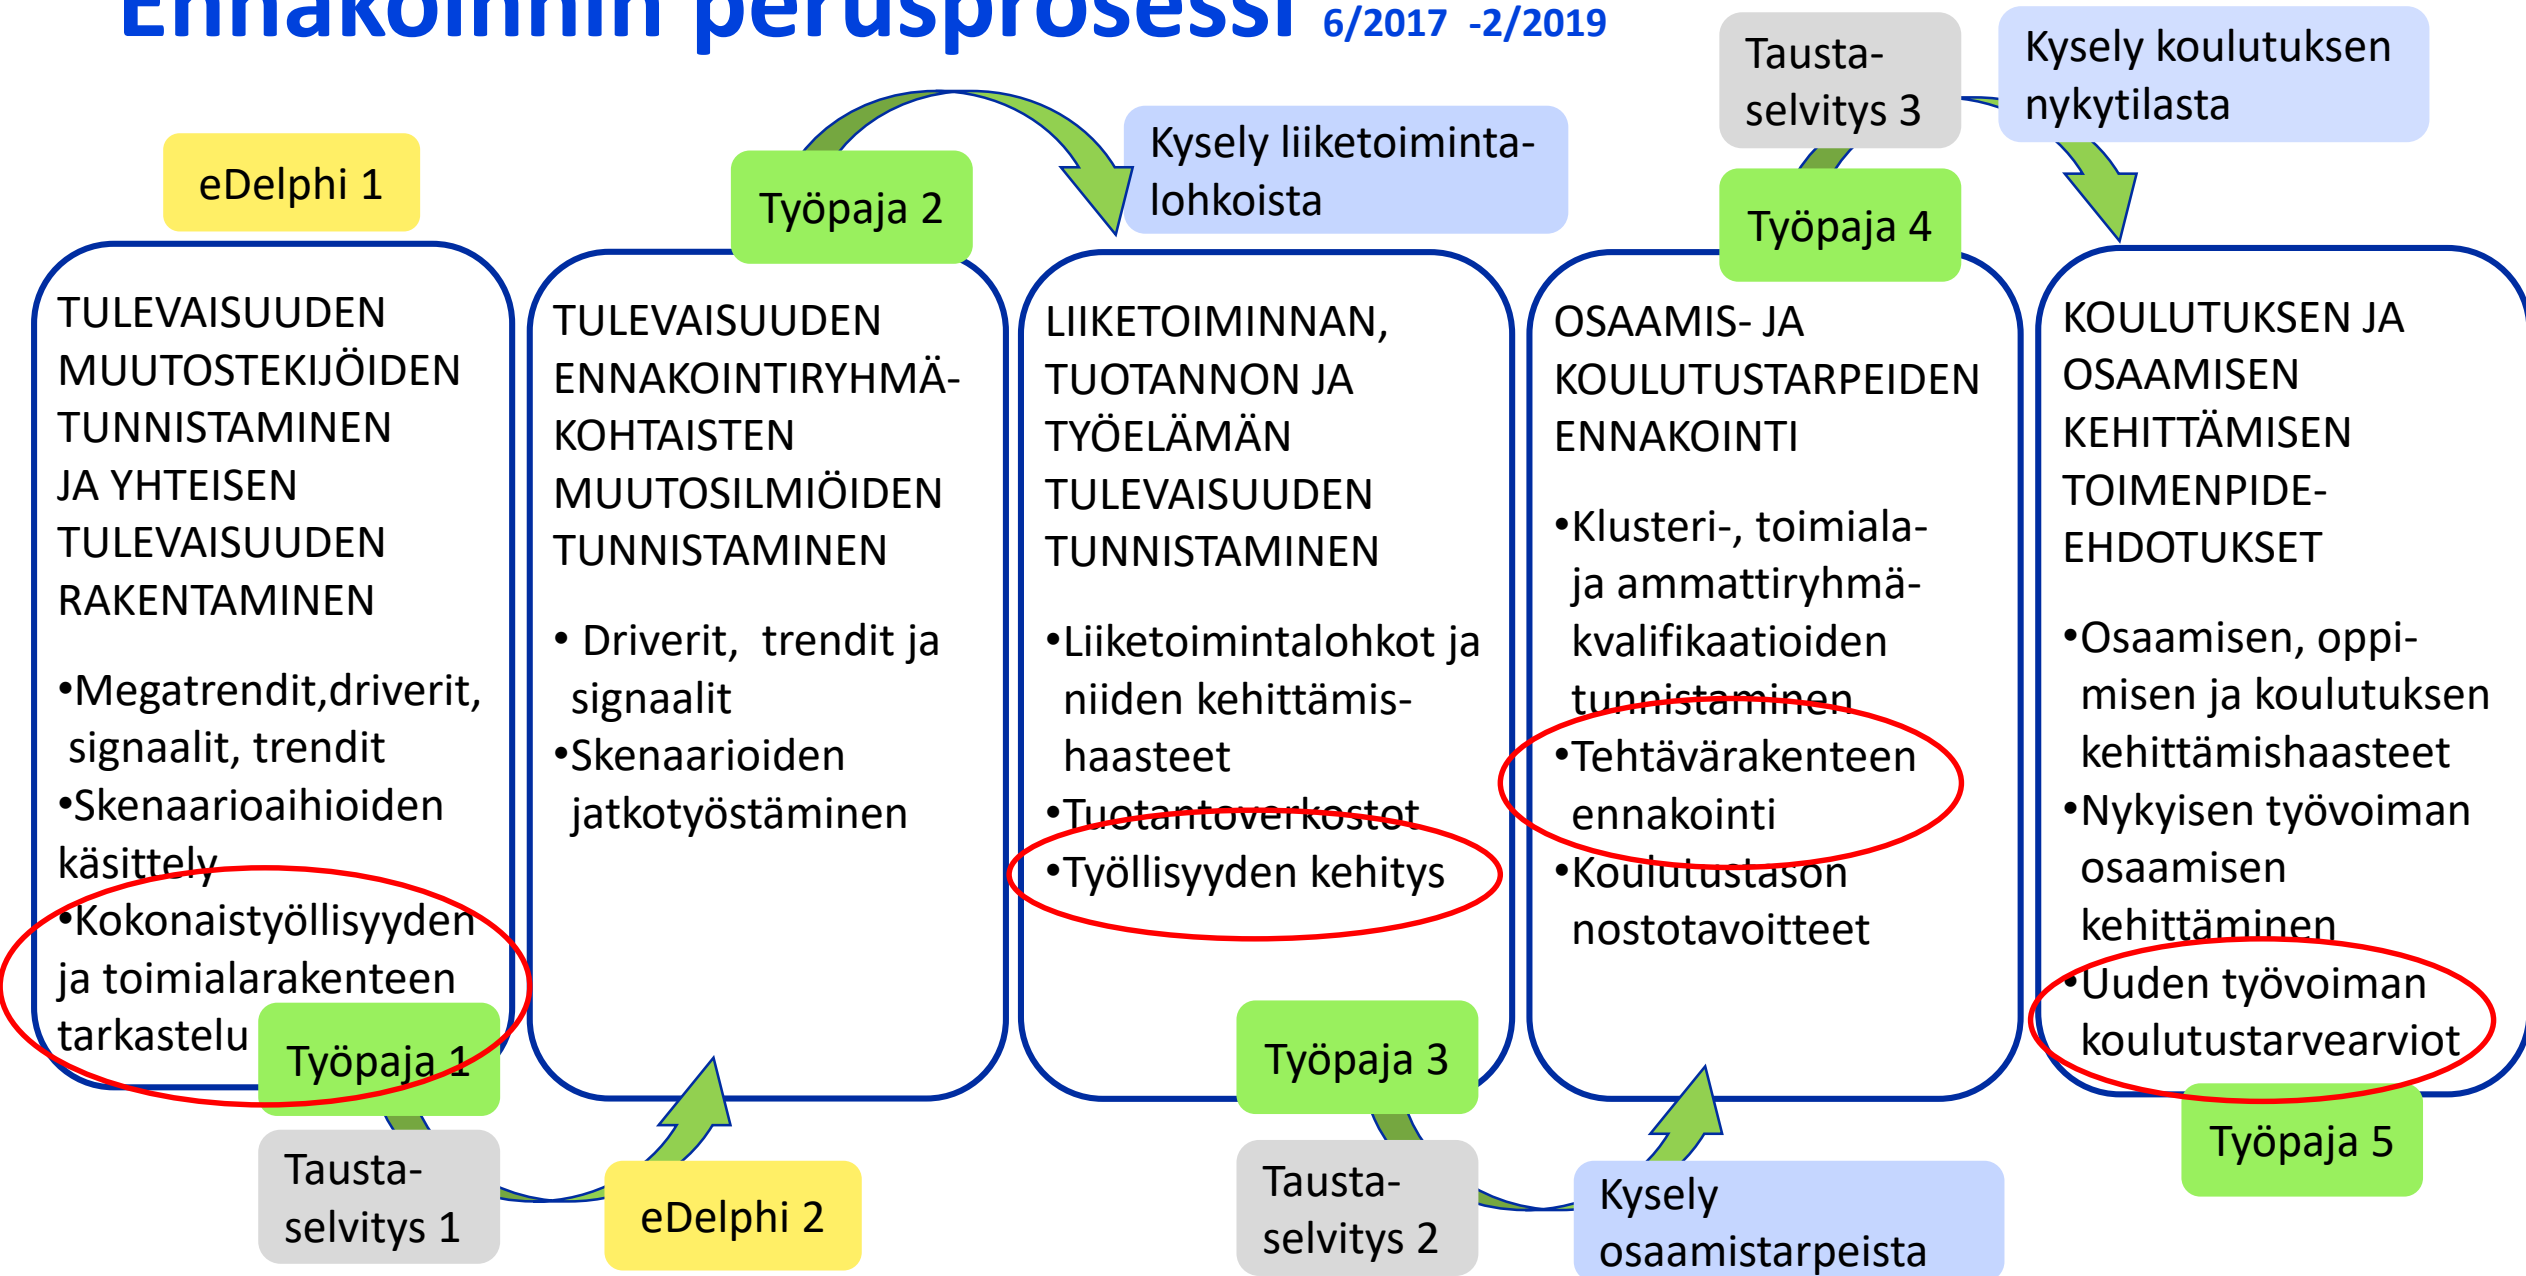 Ennakoinnin perusprosessi 6/2017 -2/2019
eDelphi 1
TULEVAISUUDEN
MUUTOSTEKIJÖIDEN
TUNNISTAMINEN
JA YHTEISEN
TULEVAISUUDEN
RAKENTAMINEN
•Megatrendit,driverit,
signaalit, trendit
•Skenaarioaihioiden
käsittely
•Kokonaistyöllisyyden
ja toimialarakenteen
tarkastelu
Työpaja 1
Tausta-
selvitys 1
eDelphi 2
Työpaja 2
TULEVAISUUDEN
ENNAKOINTIRYHMÄ-
KOHTAISTEN
MUUTOSILMIÖIDEN
TUNNISTAMINEN
• Driverit, trendit ja
signaalit
•Skenaarioiden
jatkotyöstäminen
Kysely liiketoiminta-
lohkoista
LIIKETOIMINNAN,
TUOTANNON JA
TYÖELÄMÄN
TULEVAISUUDEN
TUNNISTAMINEN
•Liiketoimintalohkot ja
niiden kehittämis-
haasteet
•Tuotantoverkostot
•Työllisyyden kehitys
Työpaja 3
Tausta-
selvitys 2
Kysely
osaamistarpeista
Tausta-
selvitys 3
Työpaja 4
OSAAMIS- JA
KOULUTUSTARPEIDEN
ENNAKOINTI
•Klusteri-, toimiala-
ja ammattiryhmä-
kvalifikaatioiden
tunnistaminen
•Tehtävärakenteen
ennakointi
•Koulutustason
nostotavoitteet
Kysely koulutuksen
nykytilasta
KOULUTUKSEN JA
OSAAMISEN
KEHITTÄMISEN
TOIMENPIDE-
EHDOTUKSET
•Osaamisen, oppi-
misen ja koulutuksen
kehittämishaasteet
•Nykyisen työvoiman
osaamisen
kehittäminen
•Uuden työvoiman
koulutustarvearviot
Työpaja 5